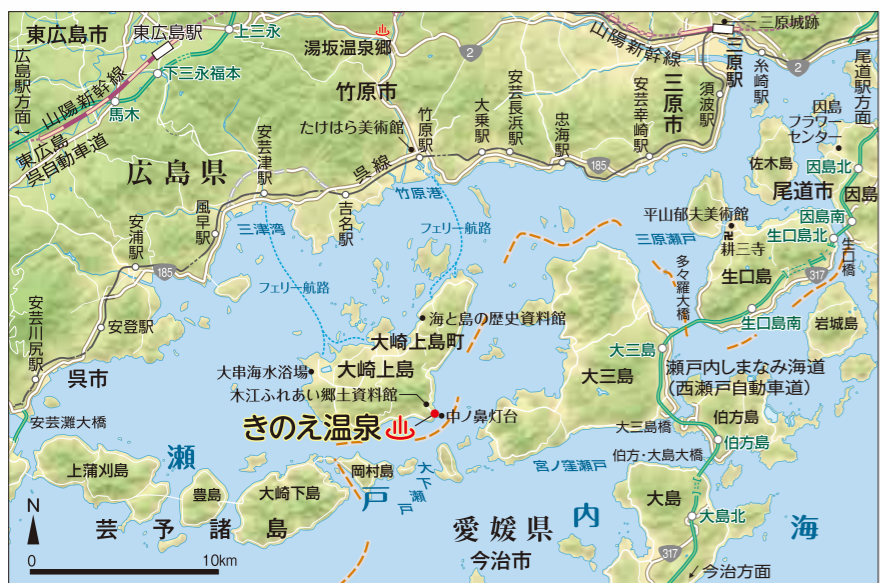 東広島市
東広島駅
上三永
湯坂温泉郷
2
山陽新幹線
三原城跡
三原駅
糸崎駅
2
尾道駅方面
広島駅方面
山陽新幹線
下三永福本
馬木
東広島
呉自動車道
竹原市
たけはら美術館
竹原駅
大乗駅
安芸長浜駅
忠海駅
安芸幸崎駅
三原市
須波駅
185
因島
フラワー
センター
佐木島
因島北
尾道市
因島
因島南
広島県
安芸津駅
呉線
竹原港
吉名駅
風早駅
安浦駅
三津湾
フェリー航路
フェリー航路
185
平山郁夫美術館
三原瀬戸
耕三寺
生口島北
生口島
生口橋
317
多々羅大橋
生口島南
岩城島
安芸川尻駅
安登駅
呉市
安芸灘大橋
海と島の歴史資料館
大崎上島町
大串海水浴場
大崎上島
木江ふれあい郷土資料館
きのえ温泉
中ノ鼻灯台
大三島
大三島
瀬戸内しまなみ海道
(西瀬戸自動車道)
大三島橋
伯方島
伯方島
伯方・大島大橋
瀬戸内海
上蒲刈島
豊島
大崎下島
岡村島
大下瀬戸
宮ノ窪瀬戸
大島
大島北
芸予諸島
愛媛県
今治市
317
今治方面
N
0
10km